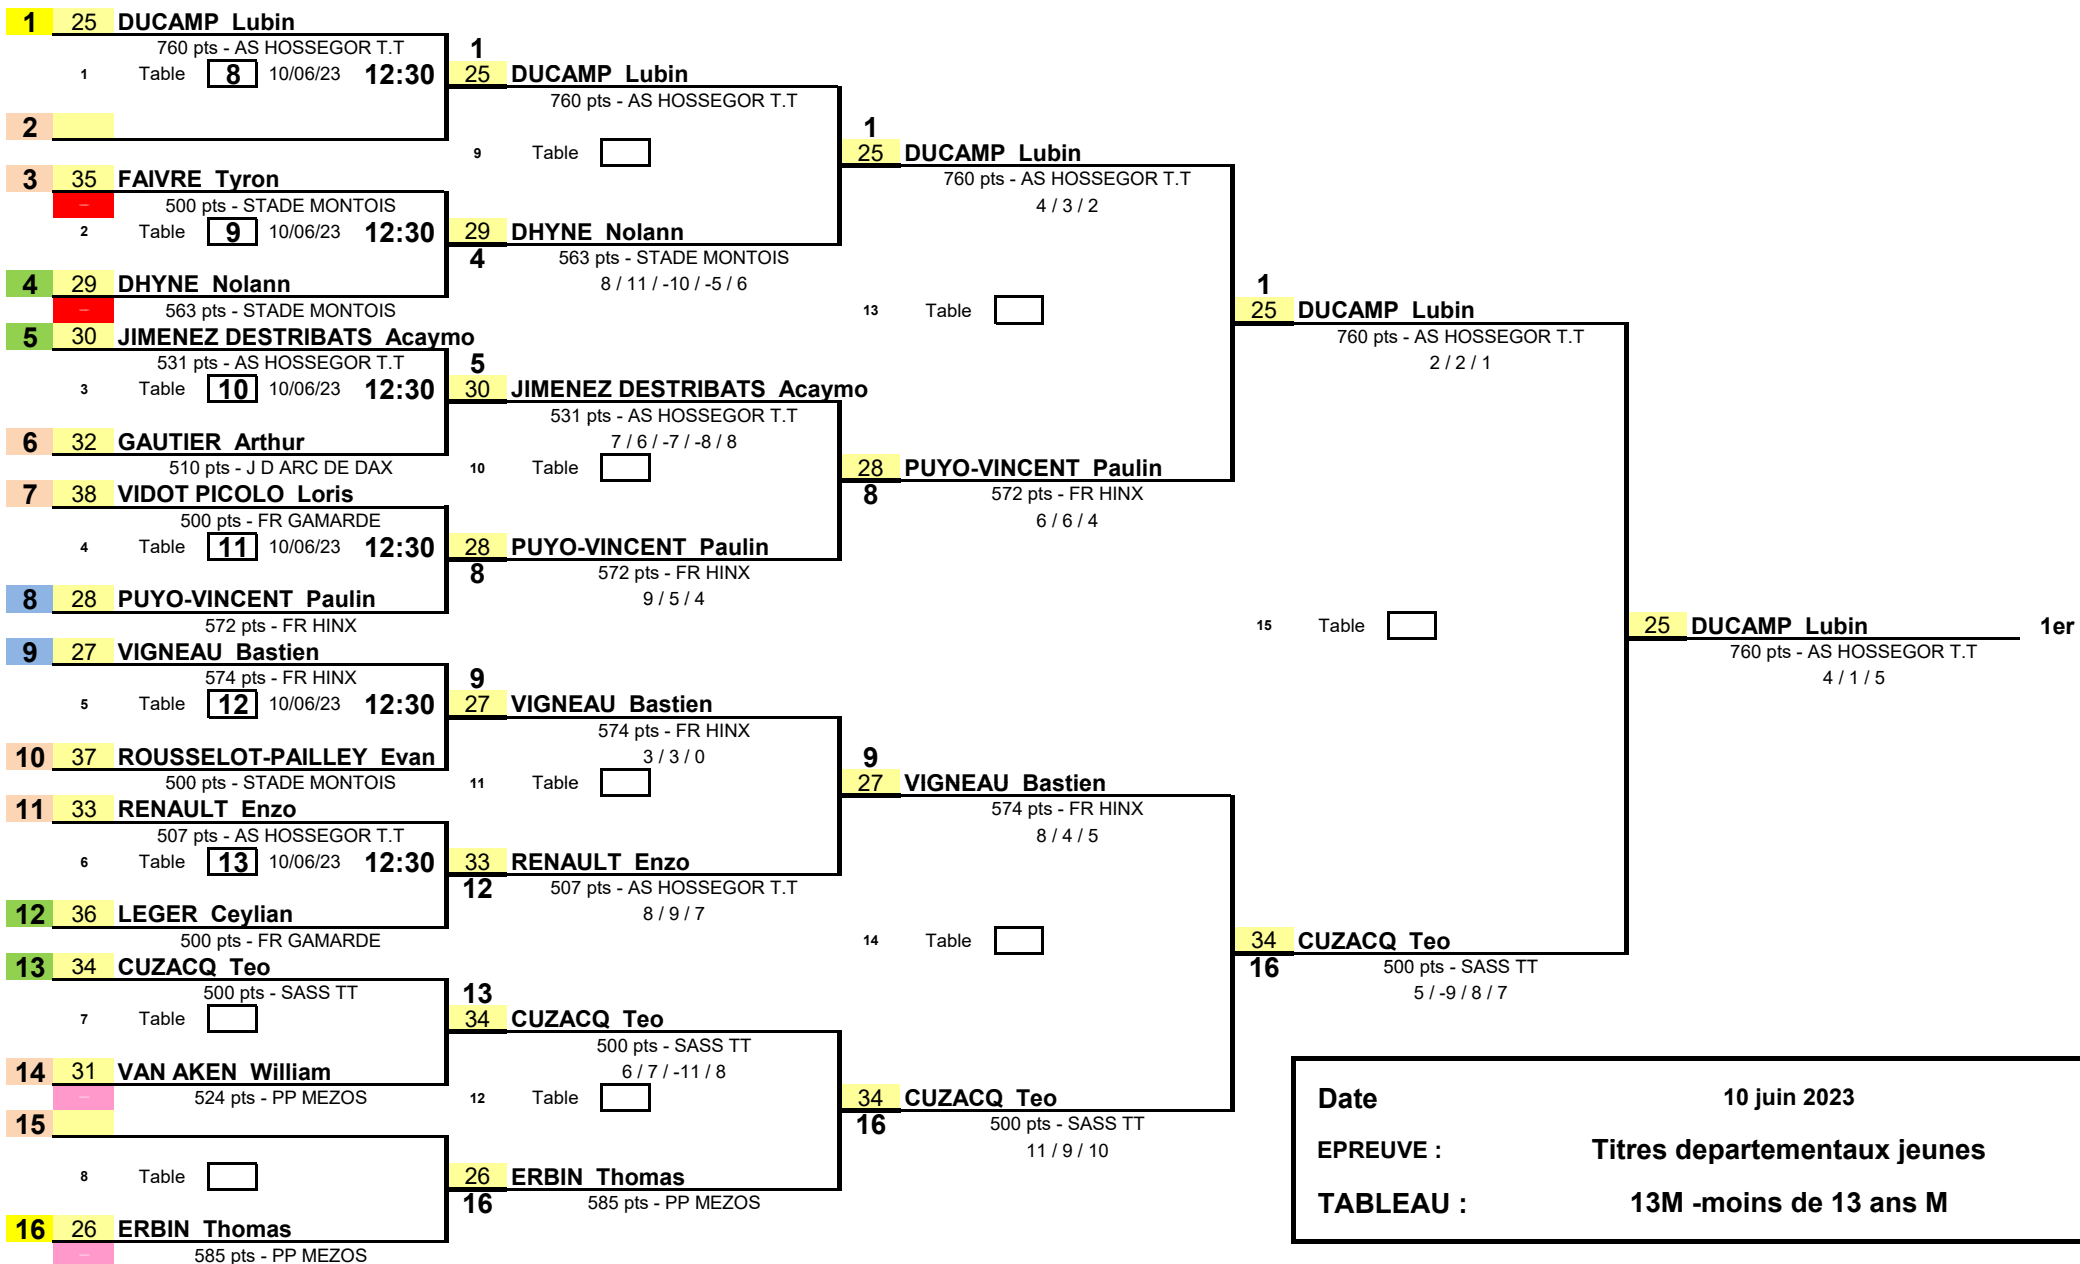 1 25 DUCAMP Lubin
760 pts - AS HOSSEGOR T.T
1 Table 8 10/06/23 12:30
2
3 35 FAIVRE Tyron
– 500 pts - STADE MONTOIS
2 Table 9 10/06/23 12:30
4 29 DHYNE Nolann
– 563 pts - STADE MONTOIS
5 30 JIMENEZ DESTRIBATS Acaymo
531 pts - AS HOSSEGOR T.T
3 Table 10 10/06/23 12:30
6 32 GAUTIER Arthur
510 pts - J D ARC DE DAX
7 38 VIDOT PICOLO Loris
500 pts - FR GAMARDE
4 Table 11 10/06/23 12:30
8 28 PUYO-VINCENT Paulin
572 pts - FR HINX
9 27 VIGNEAU Bastien
574 pts - FR HINX
5 Table 12 10/06/23 12:30
10 37 ROUSSELOT-PAILLEY Evan
500 pts - STADE MONTOIS
11 33 RENAULT Enzo
507 pts - AS HOSSEGOR T.T
6 Table 13 10/06/23 12:30
12 36 LEGER Ceylian
500 pts - FR GAMARDE
13 34 CUZACQ Teo
500 pts - SASS TT
7 Table
14 31 VAN AKEN William
– 524 pts - PP MEZOS
15
8 Table
16 26 ERBIN Thomas
– 585 pts - PP MEZOS
1
25 DUCAMP Lubin
760 pts - AS HOSSEGOR T.T
9 Table
29 DHYNE Nolann
4 563 pts - STADE MONTOIS
8 / 11 / -10 / -5 / 6
5
30 JIMENEZ DESTRIBATS Acaymo
531 pts - AS HOSSEGOR T.T
7 / 6 / -7 / -8 / 8
10 Table
28 PUYO-VINCENT Paulin
8 572 pts - FR HINX
9 / 5 / 4
9
27 VIGNEAU Bastien
574 pts - FR HINX
3 / 3 / 0
11 Table
33 RENAULT Enzo
12 507 pts - AS HOSSEGOR T.T
8 / 9 / 7
13
34 CUZACQ Teo
500 pts - SASS TT
6 / 7 / -11 / 8
12 Table
26 ERBIN Thomas
16 585 pts - PP MEZOS
1
25 DUCAMP Lubin
760 pts - AS HOSSEGOR T.T
4 / 3 / 2
13 Table
28 PUYO-VINCENT Paulin
8 572 pts - FR HINX
6 / 6 / 4
9
27 VIGNEAU Bastien
574 pts - FR HINX
8 / 4 / 5
14 Table
34 CUZACQ Teo
16 500 pts - SASS TT
11 / 9 / 10
1
25 DUCAMP Lubin
760 pts - AS HOSSEGOR T.T
2 / 2 / 1
15 Table
34 CUZACQ Teo
16 500 pts - SASS TT
5 / -9 / 8 / 7
25 DUCAMP Lubin 1er
760 pts - AS HOSSEGOR T.T
4 / 1 / 5
Date 10 juin 2023
EPREUVE : Titres departementaux jeunes
TABLEAU : 13M -moins de 13 ans M